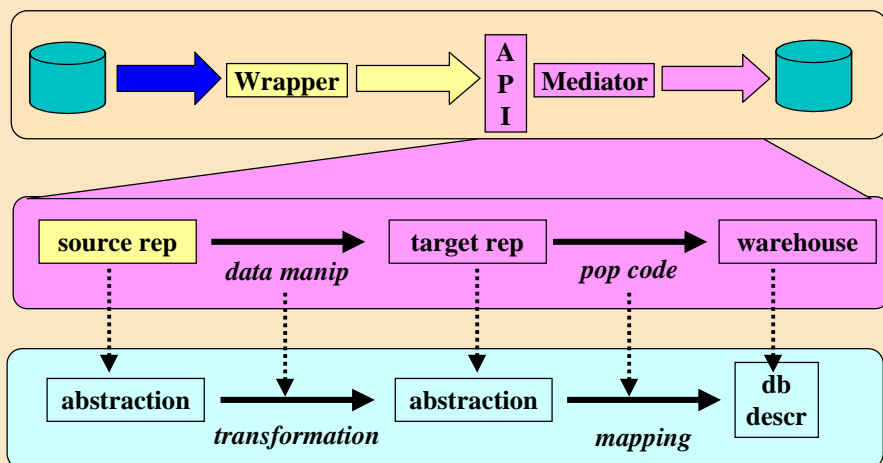 Wrapper
A
P
I
Mediator
source rep
data manip
target rep
pop code
warehouse
abstraction
transformation
abstraction
mapping
db
descr